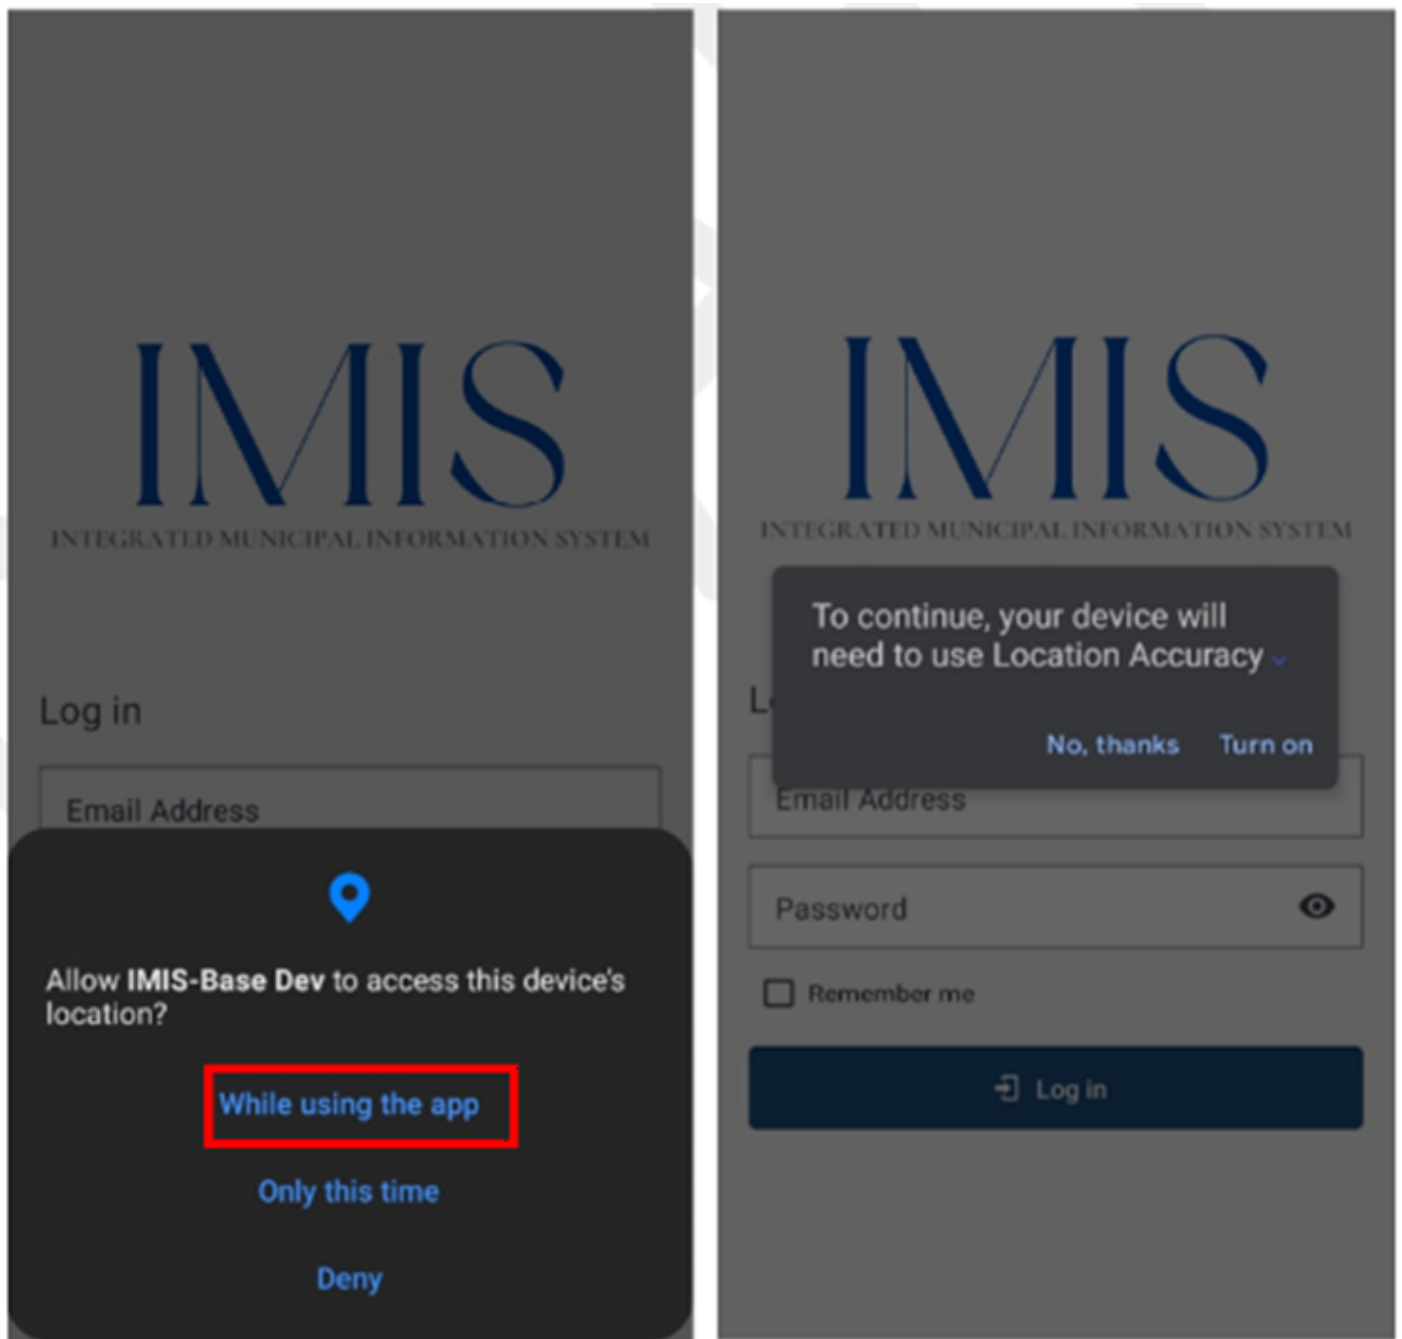 IMIS
INTEGRATED MUNICIPAL INFORMATION SYSTEM
Log in
Email Address
Allow IMIS-Base Dev to access this device's
location?
While using the app
Only this time
Deny
IMIS
INTEGRATED MUNICIPAL INFORMATION SYSTEM
To continue, your device will
need to use Location Accuracy
No, thanks Turn on
Email Address
Password
Remember me
Log in